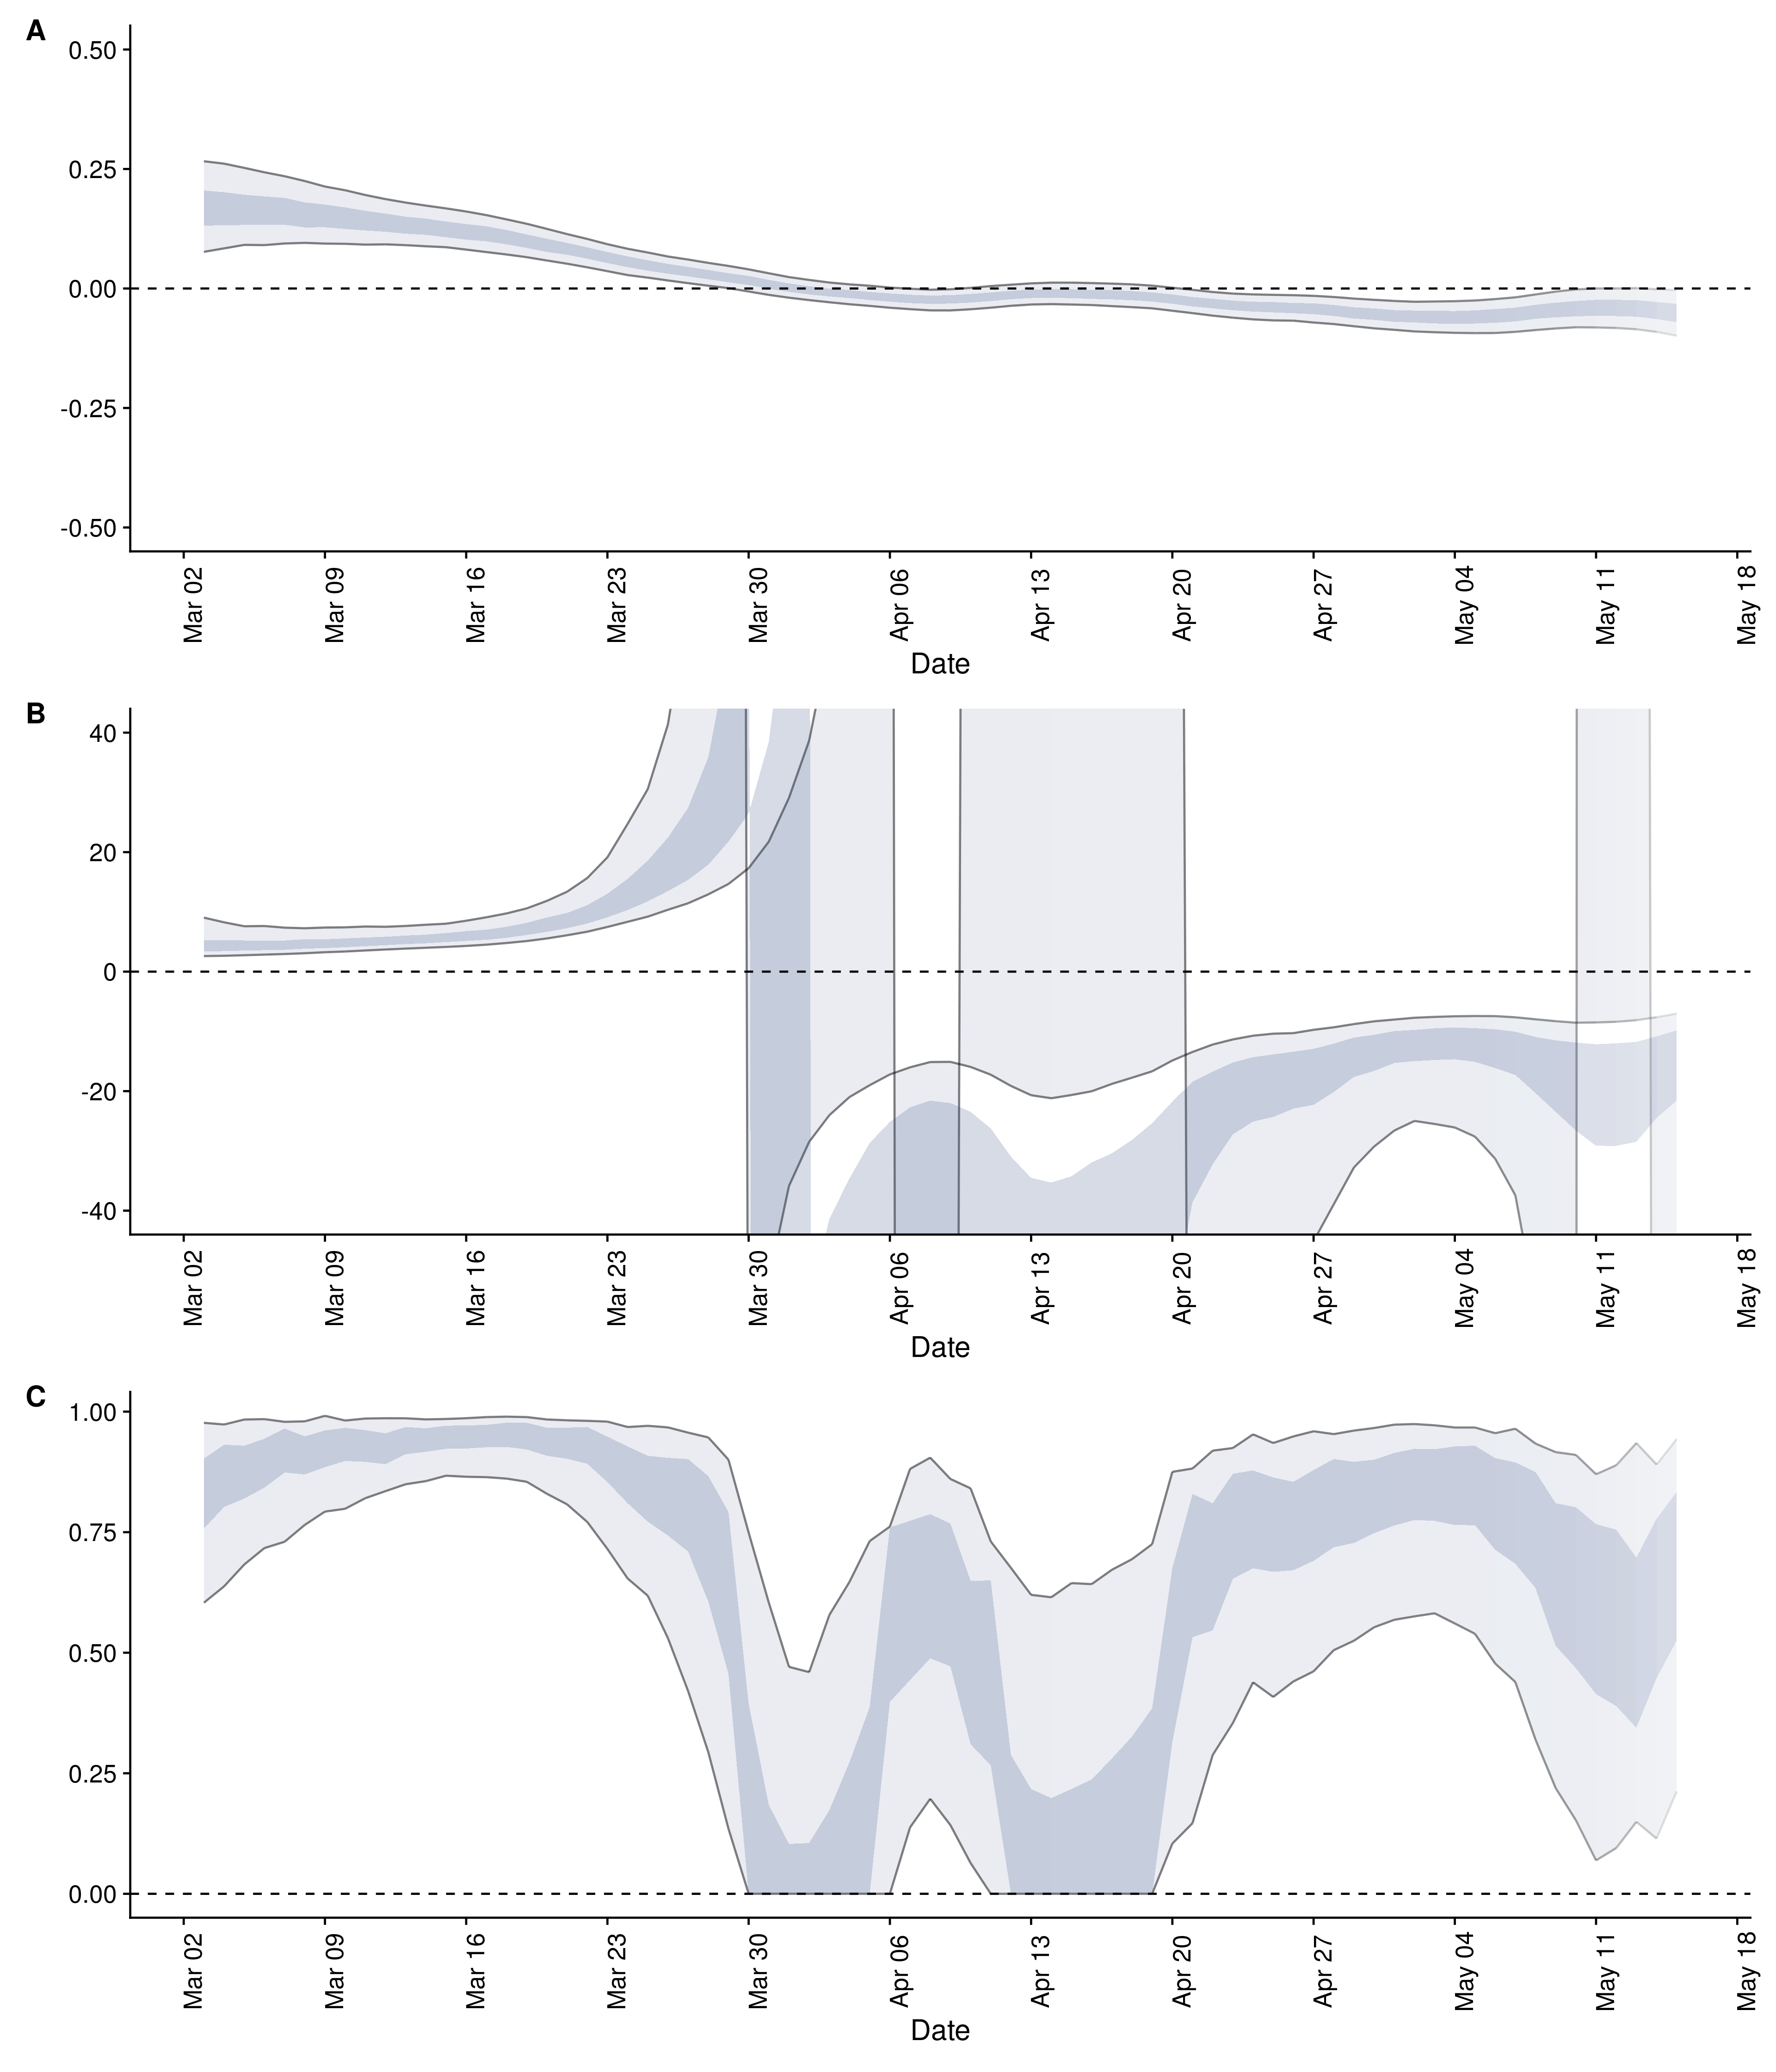 A
0.50
0.25
0.00
-0.25
-0.50
Mar 02
Mar 09
Mar 16
Mar 23
Mar 30
Apr 06
Apr 13
Apr 20
Apr 27
May 04
May 11
May 18
Date
B
40
20
0
-20
-40
Mar 02
Mar 09
Mar 16
Mar 23
Mar 30
Apr 06
Apr 13
Apr 20
Apr 27
May 04
May 11
May 18
Date
C
1.00
0.75
0.50
0.25
0.00
Mar 02
Mar 09
Mar 16
Mar 23
Mar 30
Apr 06
Apr 13
Apr 20
Apr 27
May 04
May 11
May 18
Date